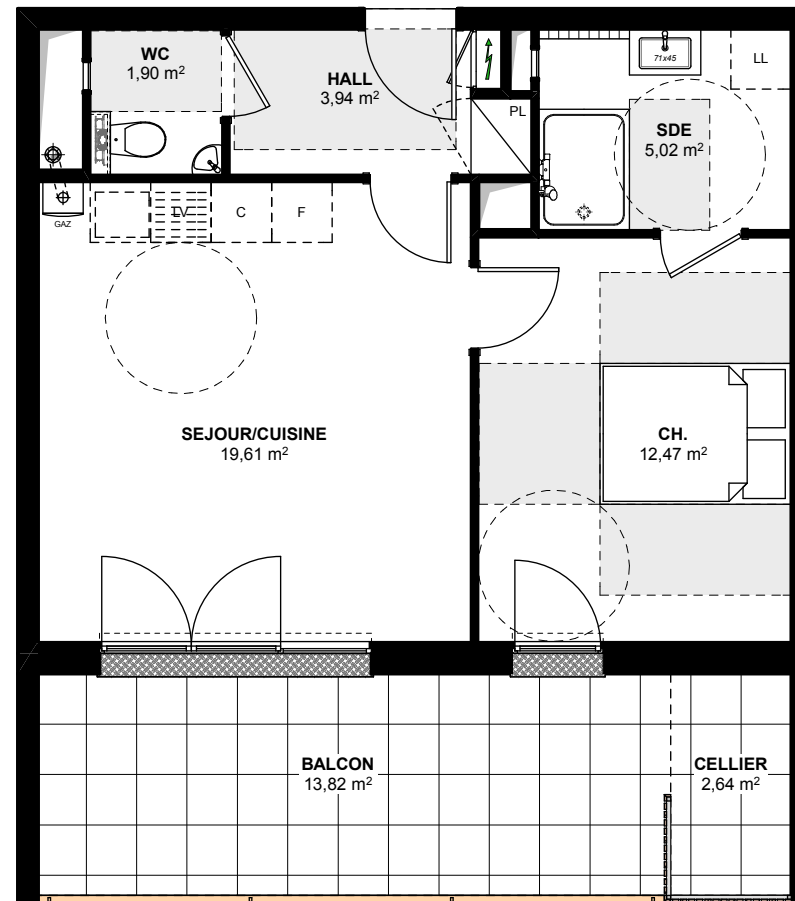 WC
1,90 m²
HALL
3,94 m²
71x45
LL
PL
SDE
5,02 m²
GAZ
LV
C
F
SEJOUR/CUISINE
19,61 m²
CH.
12,47 m²
BALCON
13,82 m²
CELLIER
2,64 m²